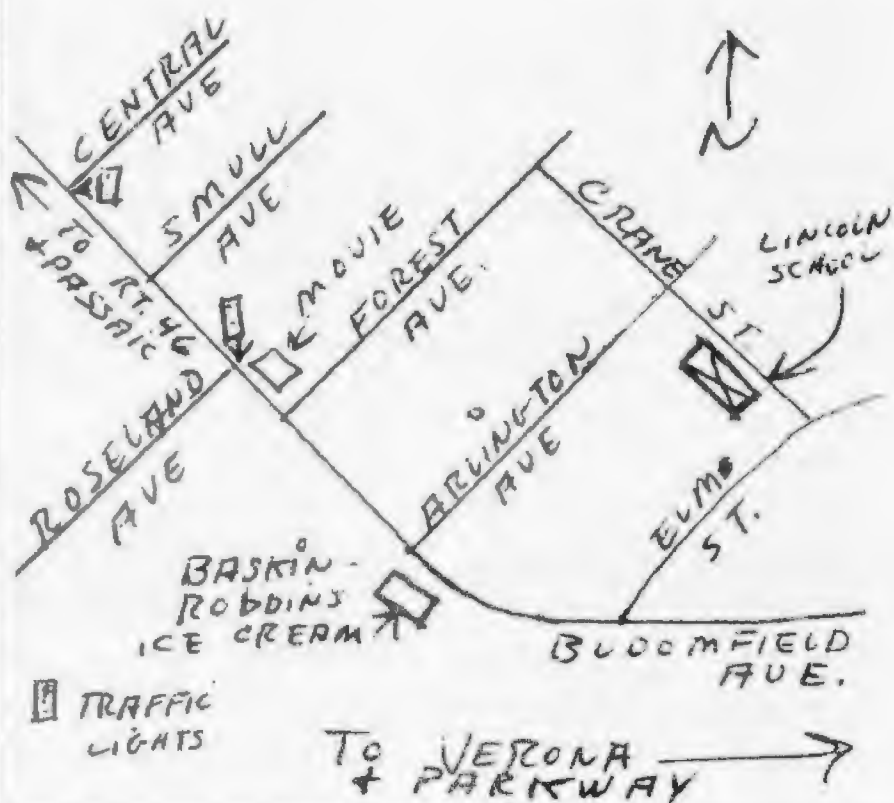 CENTRAL
AVE
N
SMULL
AVE
CRANE
ST.
LINCOLN
SCHOOL
TO RT. 46
& PASSAIC
MOVIE
FOREST
AVE.
ROSELAND
AVE
ARLINGTON
AVE
ELM
ST.
BASKIN-
ROBBINS
ICE CREAM
BLOOMFIELD
AVE.
TRAFFIC
LIGHTS
TO VERONA
+ PARKWAY